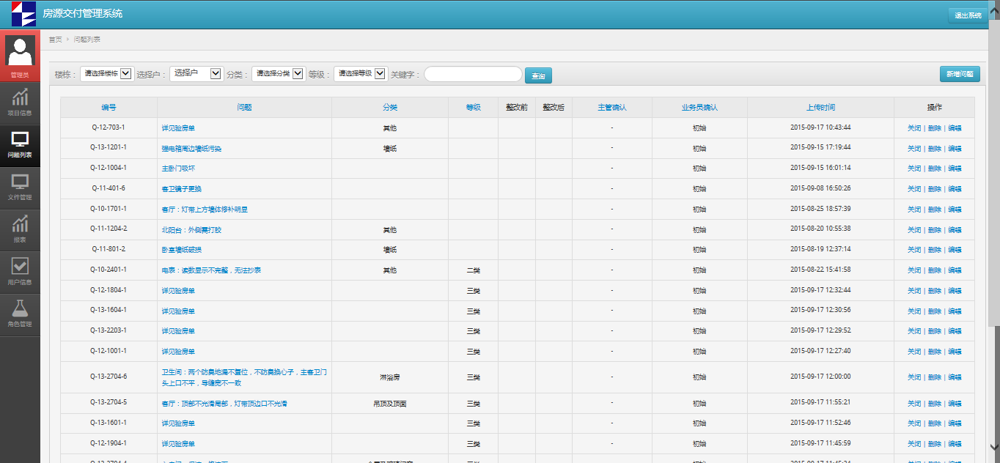 房源交付管理系统
退出系统
管理员
项目信息
问题列表
文件管理
报表
用户信息
角色管理
首页 问题列表
楼栋： 请选择楼栋 选择户： 选择户 分类： 请选择分类 等级： 请选择等级 关键字： 查询 新增问题
编号 问题 分类 等级 整改前 整改后 主管确认 业务员确认 上传时间 操作
Q-12-703-1 详见验房单 其他 - 初始 2015-09-17 10:43:44 关闭 | 删除 | 编辑
Q-13-1201-1 强电箱周边墙纸污染 墙纸 - 初始 2015-09-15 17:19:44 关闭 | 删除 | 编辑
Q-12-1004-1 主卧门吸坏 - 初始 2015-09-15 16:01:14 关闭 | 删除 | 编辑
Q-11-401-6 客卫镜子更换 - 初始 2015-09-08 16:50:26 关闭 | 删除 | 编辑
Q-10-1701-1 客厅：灯带上方墙体修补明显 - 初始 2015-08-25 18:57:39 关闭 | 删除 | 编辑
Q-11-1204-2 北阳台：外侧需打胶 其他 - 初始 2015-08-20 10:55:38 关闭 | 删除 | 编辑
Q-11-801-2 卧室墙纸破损 墙纸 - 初始 2015-08-19 12:37:14 关闭 | 删除 | 编辑
Q-10-2401-1 电表：读数显示不完整，无法抄表 其他 二类 - 初始 2015-08-22 15:41:58 关闭 | 删除 | 编辑
Q-12-1804-1 详见验房单 三类 - 初始 2015-09-17 12:32:44 关闭 | 删除 | 编辑
Q-13-1604-1 详见验房单 三类 - 初始 2015-09-17 12:30:56 关闭 | 删除 | 编辑
Q-13-2203-1 详见验房单 三类 - 初始 2015-09-17 12:29:52 关闭 | 删除 | 编辑
Q-12-1001-1 详见验房单 三类 - 初始 2015-09-17 12:27:40 关闭 | 删除 | 编辑
Q-13-2704-6 卫生间：两个防臭地漏不复位，不防臭换心子，主客卫门
头上口不平，导缝宽不一致 淋浴房 三类 - 初始 2015-09-17 12:00:00 关闭 | 删除 | 编辑
Q-13-2704-5 客厅：顶部不光滑局部，灯带顶边口不光滑 吊顶及顶面 三类 - 初始 2015-09-17 11:55:21 关闭 | 删除 | 编辑
Q-13-1601-1 详见验房单 三类 - 初始 2015-09-17 11:52:46 关闭 | 删除 | 编辑
Q-12-1904-1 详见验房单 三类 - 初始 2015-09-17 11:45:59 关闭 | 删除 | 编辑